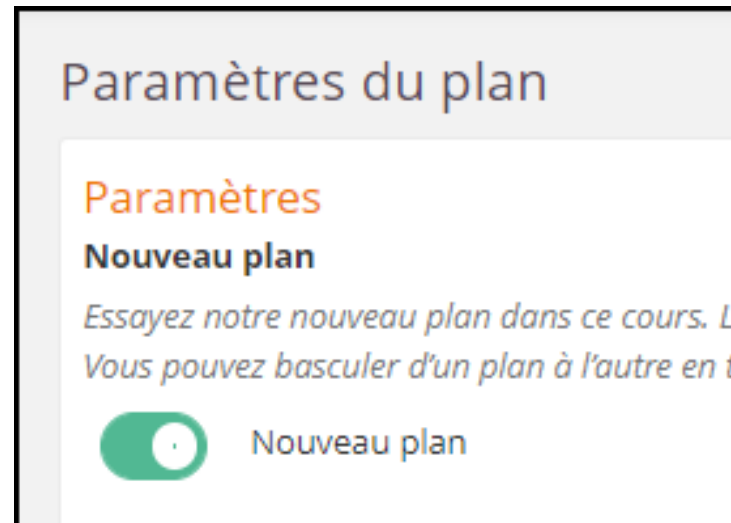 Paramètres du plan
Paramètres
Nouveau plan
Essayez notre nouveau plan dans ce cours. L
Vous pouvez basculer d’un plan à l’autre en t
Nouveau plan